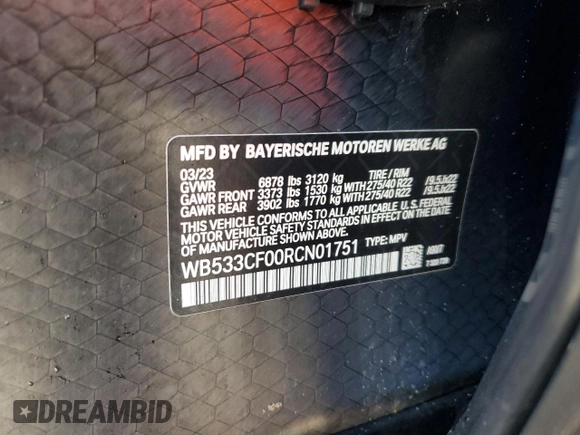 MFD BY BAYERISCHE MOTOREN WERKE AG
03/23 TIRE / RIM
GVWR 6878 lbs 3120 kg
GAWR FRONT 3373 lbs 1530 kg WITH 275/40 R22 /9.5Jx22
GAWR REAR 3902 lbs 1770 kg WITH 275/40 R22 /9.5Jx22
THIS VEHICLE CONFORMS TO ALL APPLICABLE U.S. FEDERAL
MOTOR VEHICLE SAFETY STANDARDS IN EFFECT ON THE DATE
OF MANUFACTURE SHOWN ABOVE.
WB533CF00RCN01751 TYPE: MPV
DREAMBID